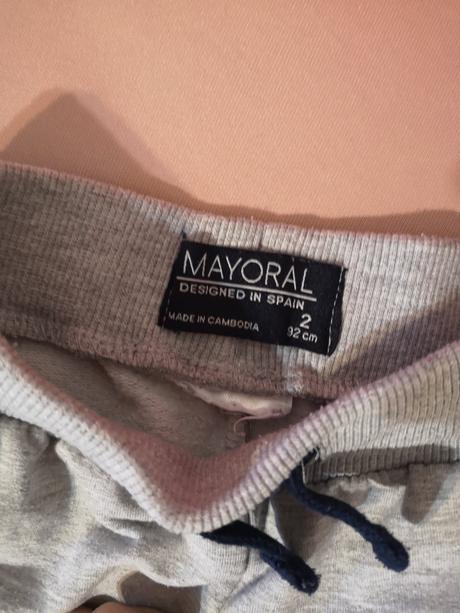 MAYORAL
DESIGNED IN SPAIN
2
MADE IN CAMBODIA 92 cm